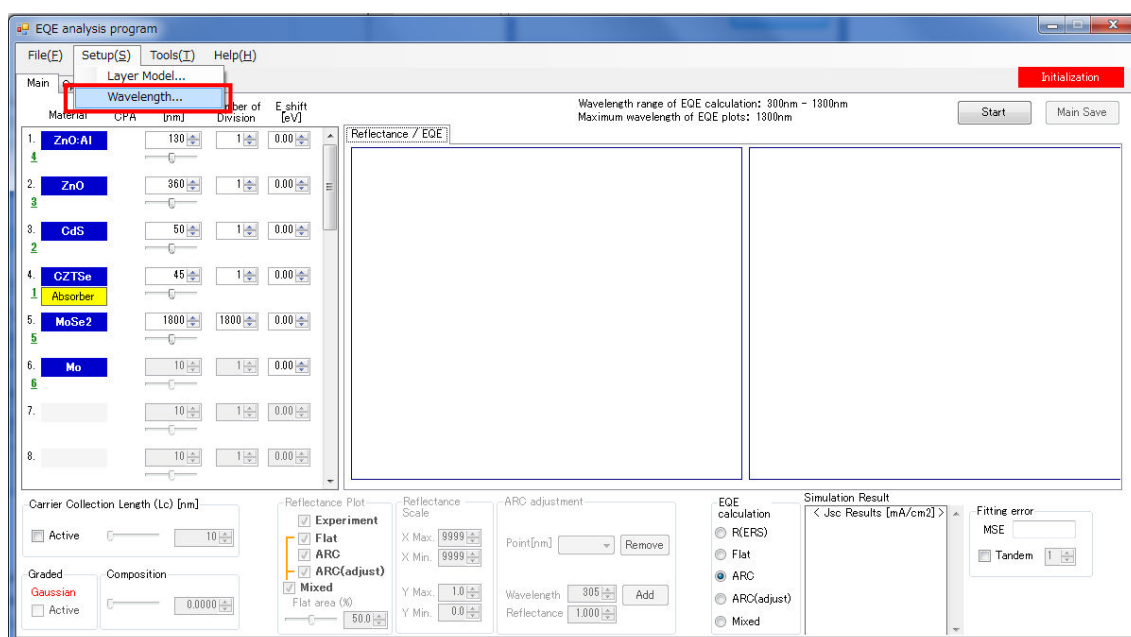 EQE analysis program
File(F) Setup(S) Tools(T) Help(H)
Layer Model...
Wavelength...
Main
Initialization
Material CPA [nm] Division E_shift [eV]
Wavelength range of EQE calculation: 300nm - 1300nm
Maximum wavelength of EQE plots: 1300nm
Start Main Save
Reflectance / EQE
1. ZnO:Al 130 1 0.00
4
2. ZnO 360 1 0.00
3
3. CdS 50 1 0.00
2
4. CZTSe 45 1 0.00
1 Absorber
5. MoSe2 1800 1800 0.00
5
6. Mo 10 1 0.00
6
7. 10 1 0.00
8. 10 1 0.00
Carrier Collection Length (Lc) [nm]
Active 10
Graded Composition
Gaussian
Active 0.0000
Reflectance Plot
Experiment
Flat
ARC
ARC(adjust)
Mixed
Flat area (%)
50.0
Reflectance Scale
X Max. 9999
X Min. 9999
Y Max. 1.0
Y Min. 0.0
ARC adjustment
Point[nm] Remove
Wavelength 305 Add
Reflectance 1.000
EQE calculation
R(ERS)
Flat
ARC
ARC(adjust)
Mixed
Simulation Result
< Jsc Results [mA/cm2] >
Fitting error
MSE
Tandem 1